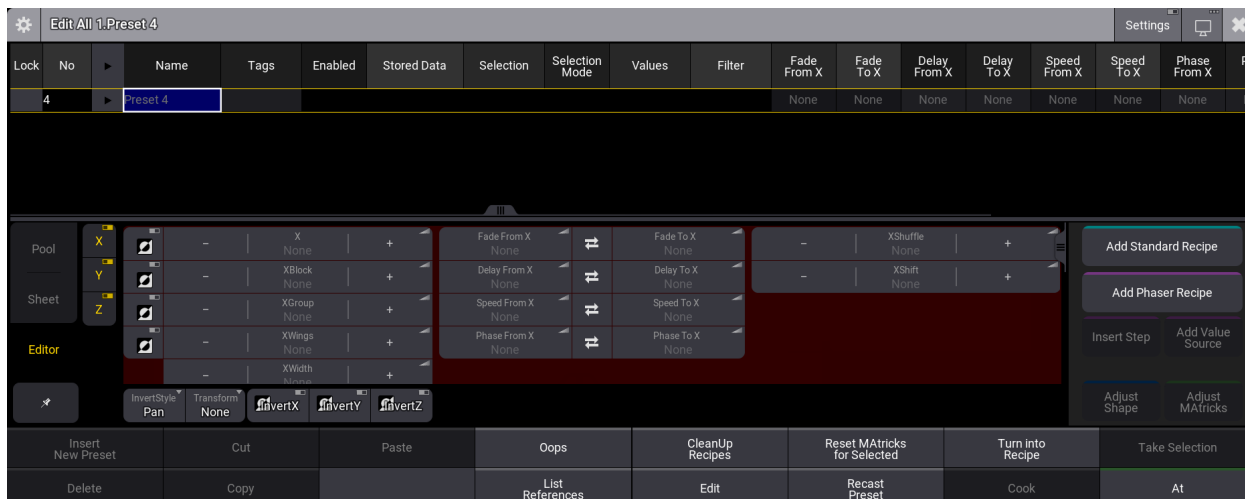 Edit All 1.Preset 4 Settings
Lock No Name Tags Enabled Stored Data Selection Selection Mode Values Filter Fade From X Fade To X Delay From X Delay To X Speed From X Speed To X Phase From X
4 Preset 4 None None None None None None None
Pool
Sheet
Editor
X
Y
Z
- X None +
- XBlock None +
- XGroup None +
- XWings None +
- XWidth None +
Fade From X None Fade To X None
Delay From X None Delay To X None
Speed From X None Speed To X None
Phase From X None Phase To X None
- XShuffle None +
- XShift None +
InvertStyle Pan Transform None InvertX InvertY InvertZ
Add Standard Recipe
Add Phaser Recipe
Insert Step Add Value Source
Adjust Shape Adjust MAtricks
Insert New Preset Cut Paste Oops CleanUp Recipes Reset MAtricks for Selected Turn into Recipe Take Selection
Delete Copy List References Edit Recast Preset Cook At